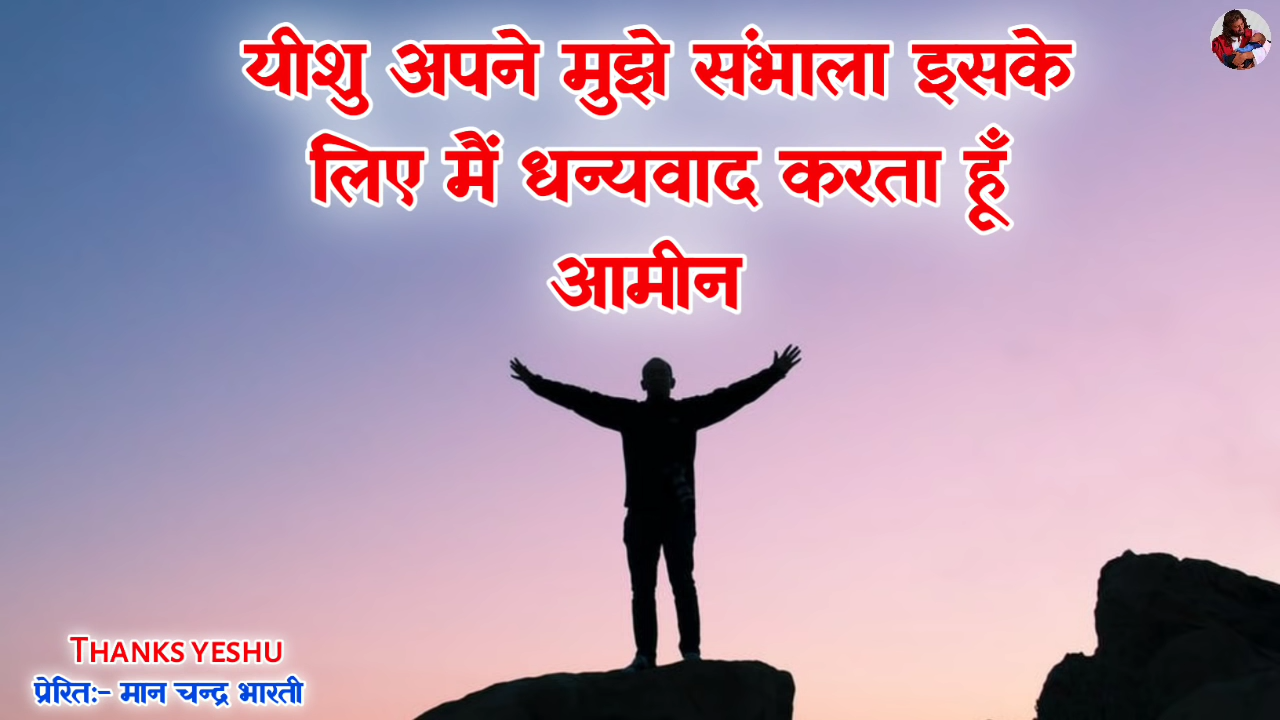 यीशु अपने मुझे संभाला इसके
लिए मैं धन्यवाद करता हूँ
आमीन
THANKS YESHU
प्रेरितः- मान चन्द्र भारती